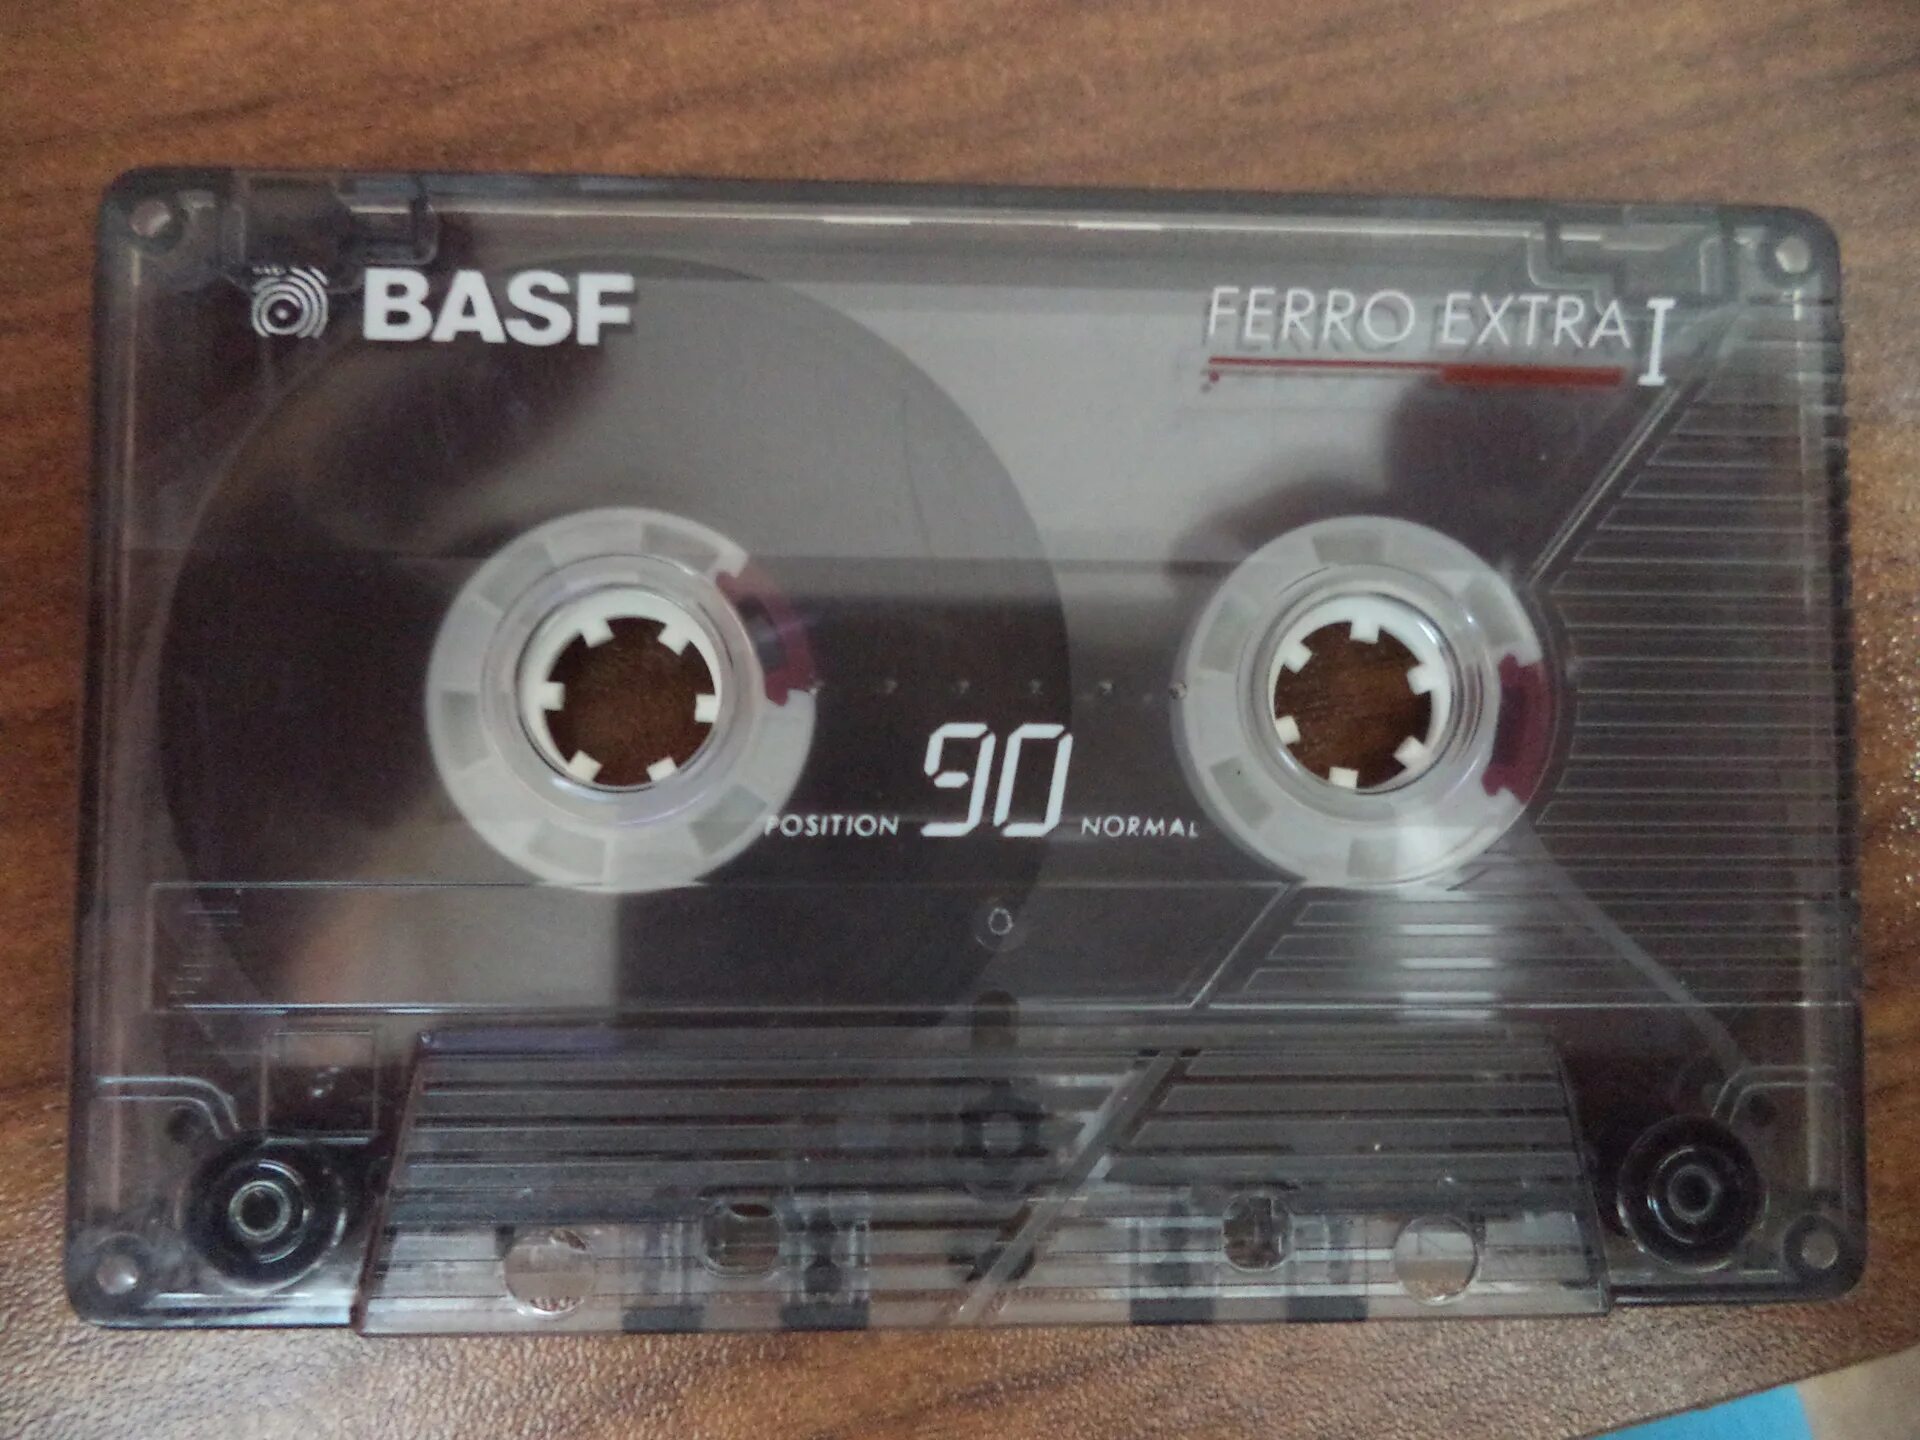 BASF
FERRO EXTRA I
POSITION 90 NORMAL